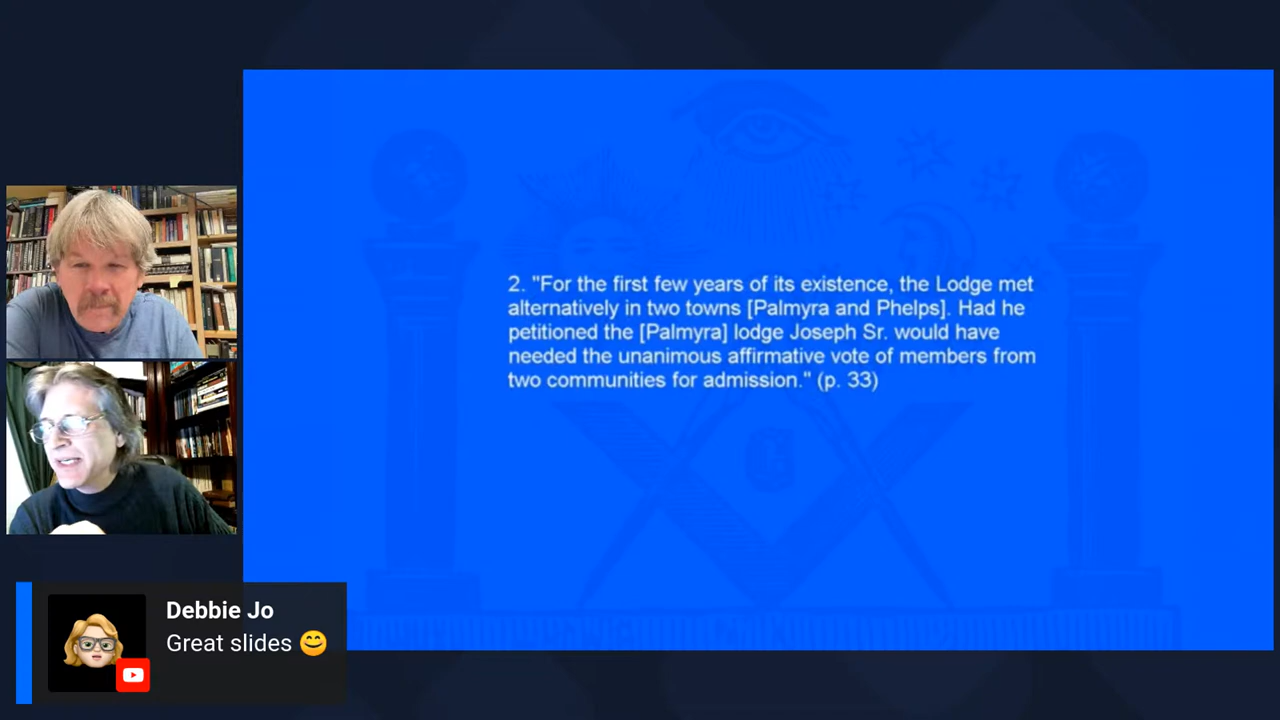 2. "For the first few years of its existence, the Lodge met
alternatively in two towns [Palmyra and Phelps]. Had he
petitioned the [Palmyra] lodge Joseph Sr. would have
needed the unanimous affirmative vote of members from
two communities for admission." (p. 33)
G
Debbie Jo
Great slides 😊